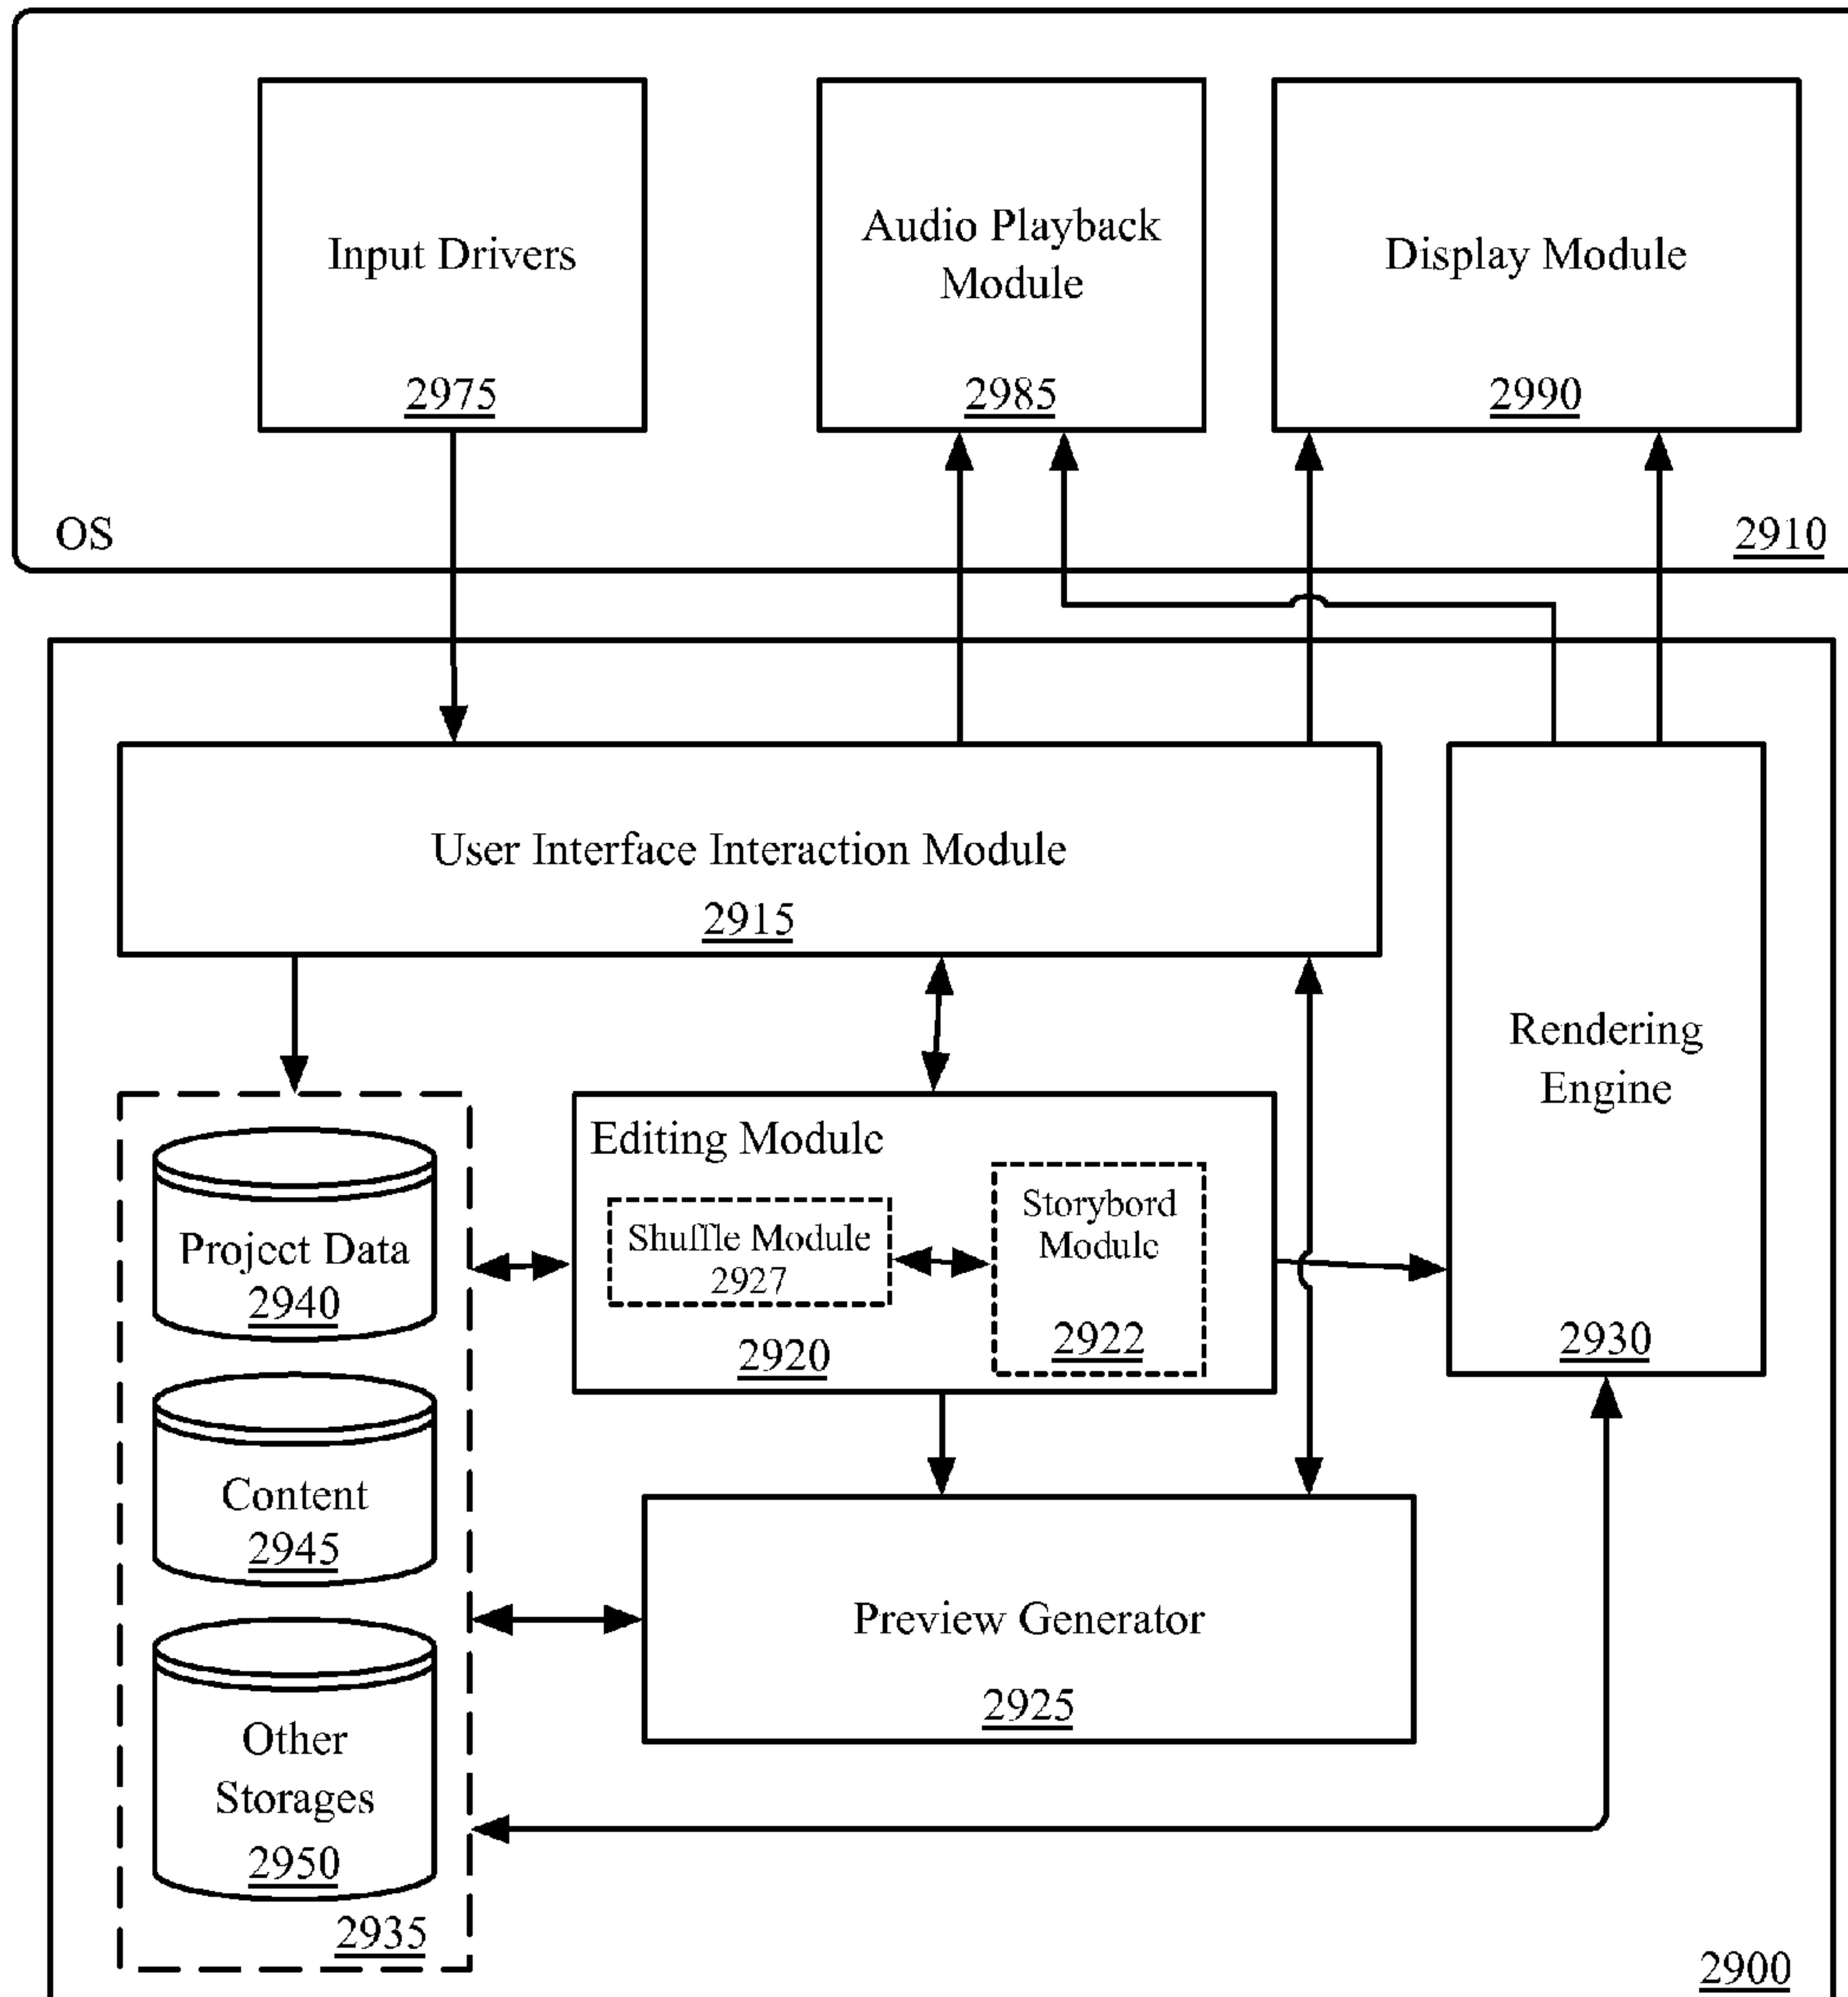 Input Drivers
2975
Audio Playback
Module
2985
Display Module
2990
OS
2910
User Interface Interaction Module
2915
Rendering
Engine
2930
Editing Module
Shuffle Module
2927
Storybord
Module
2922
2920
Project Data
2940
Content
2945
Other
Storages
2950
2935
Preview Generator
2925
2900